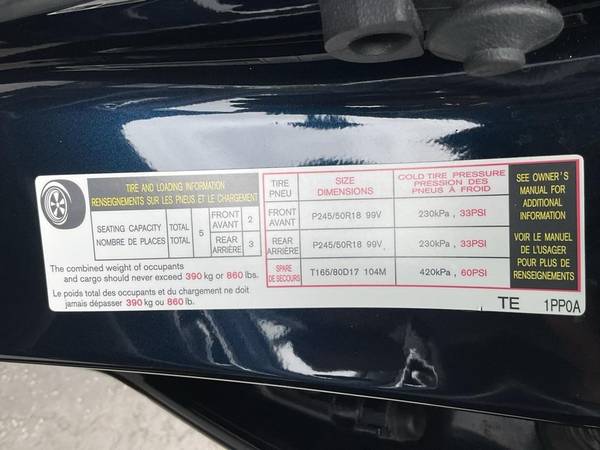 TIRE AND LOADING INFORMATION
RENSEIGNEMENTS SUR LES PNEUS ET LE CHARGEMENT
SEATING CAPACITY
NOMBRE DE PLACES
TOTAL
TOTAL
5
FRONT
AVANT
2
REAR
ARRIÈRE
3
The combined weight of occupants
and cargo should never exceed 390 kg or 860 lbs.
Le poids total des occupants et du chargement ne doit
jamais dépasser 390 kg ou 860 lb.
TIRE
PNEU
SIZE
DIMENSIONS
COLD TIRE PRESSURE
PRESSION DES
PNEUS À FROID
FRONT
AVANT
P245/50R18 99V
230kPa , 33PSI
REAR
ARRIÈRE
P245/50R18 99V
230kPa , 33PSI
SPARE
DE SECOURS
T165/80D17 104M
420kPa , 60PSI
SEE OWNER'S
MANUAL FOR
ADDITIONAL
INFORMATION
VOIR LE MANUEL
DE L'USAGER
POUR PLUS DE
RENSEIGNEMENTS
TE 1PP0A